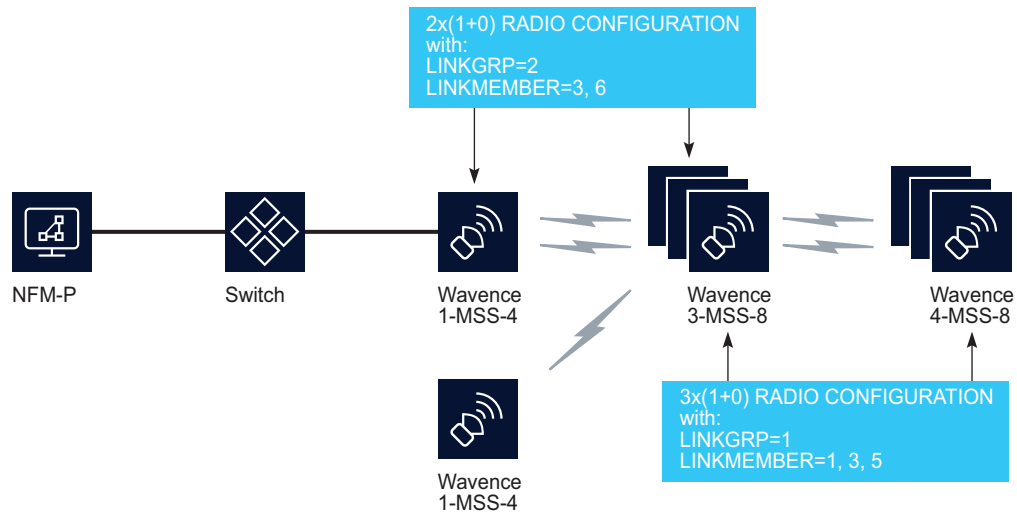 2x(1+0) RADIO CONFIGURATION
with:
LINKGRP=2
LINKMEMBER=3, 6
NFM-P
Switch
Wavence
1-MSS-4
Wavence
3-MSS-8
Wavence
4-MSS-8
3x(1+0) RADIO CONFIGURATION
with:
LINKGRP=1
LINKMEMBER=1, 3, 5
Wavence
1-MSS-4